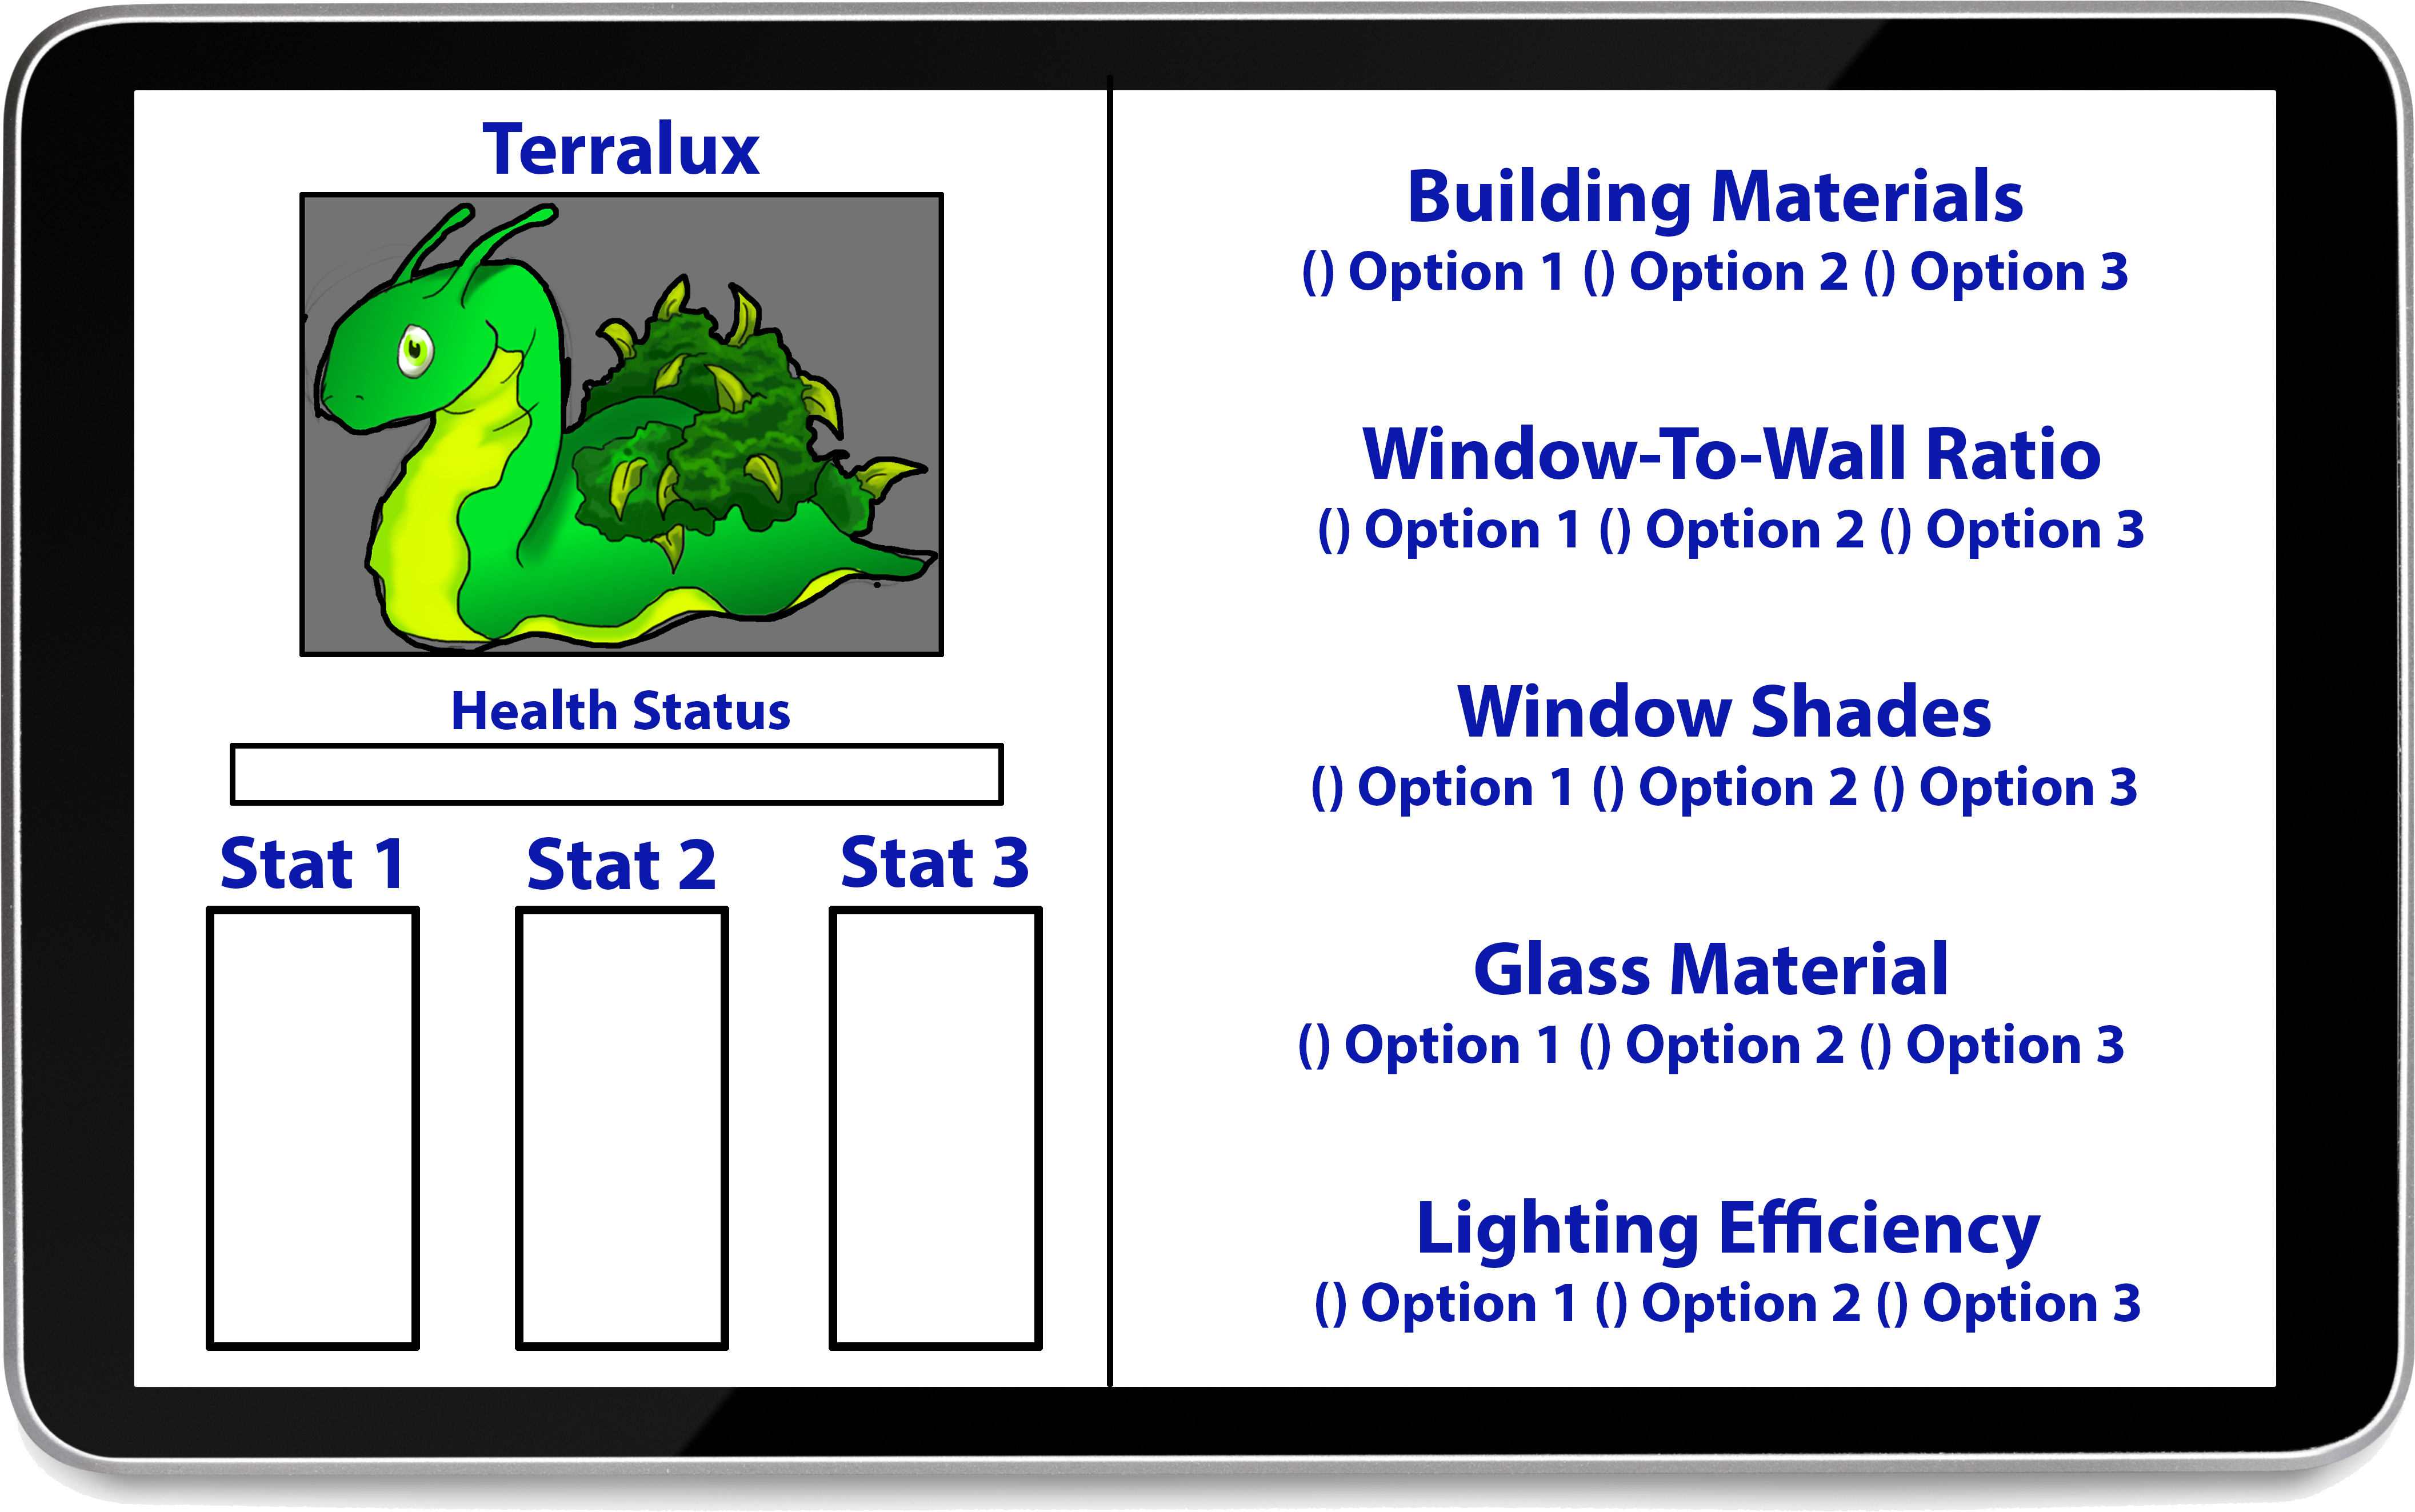 Terralux
Health Status
Stat 1 Stat 2 Stat 3
Building Materials
() Option 1 () Option 2 () Option 3
Window-To-Wall Ratio
() Option 1 () Option 2 () Option 3
Window Shades
() Option 1 () Option 2 () Option 3
Glass Material
() Option 1 () Option 2 () Option 3
Lighting Efficiency
() Option 1 () Option 2 () Option 3